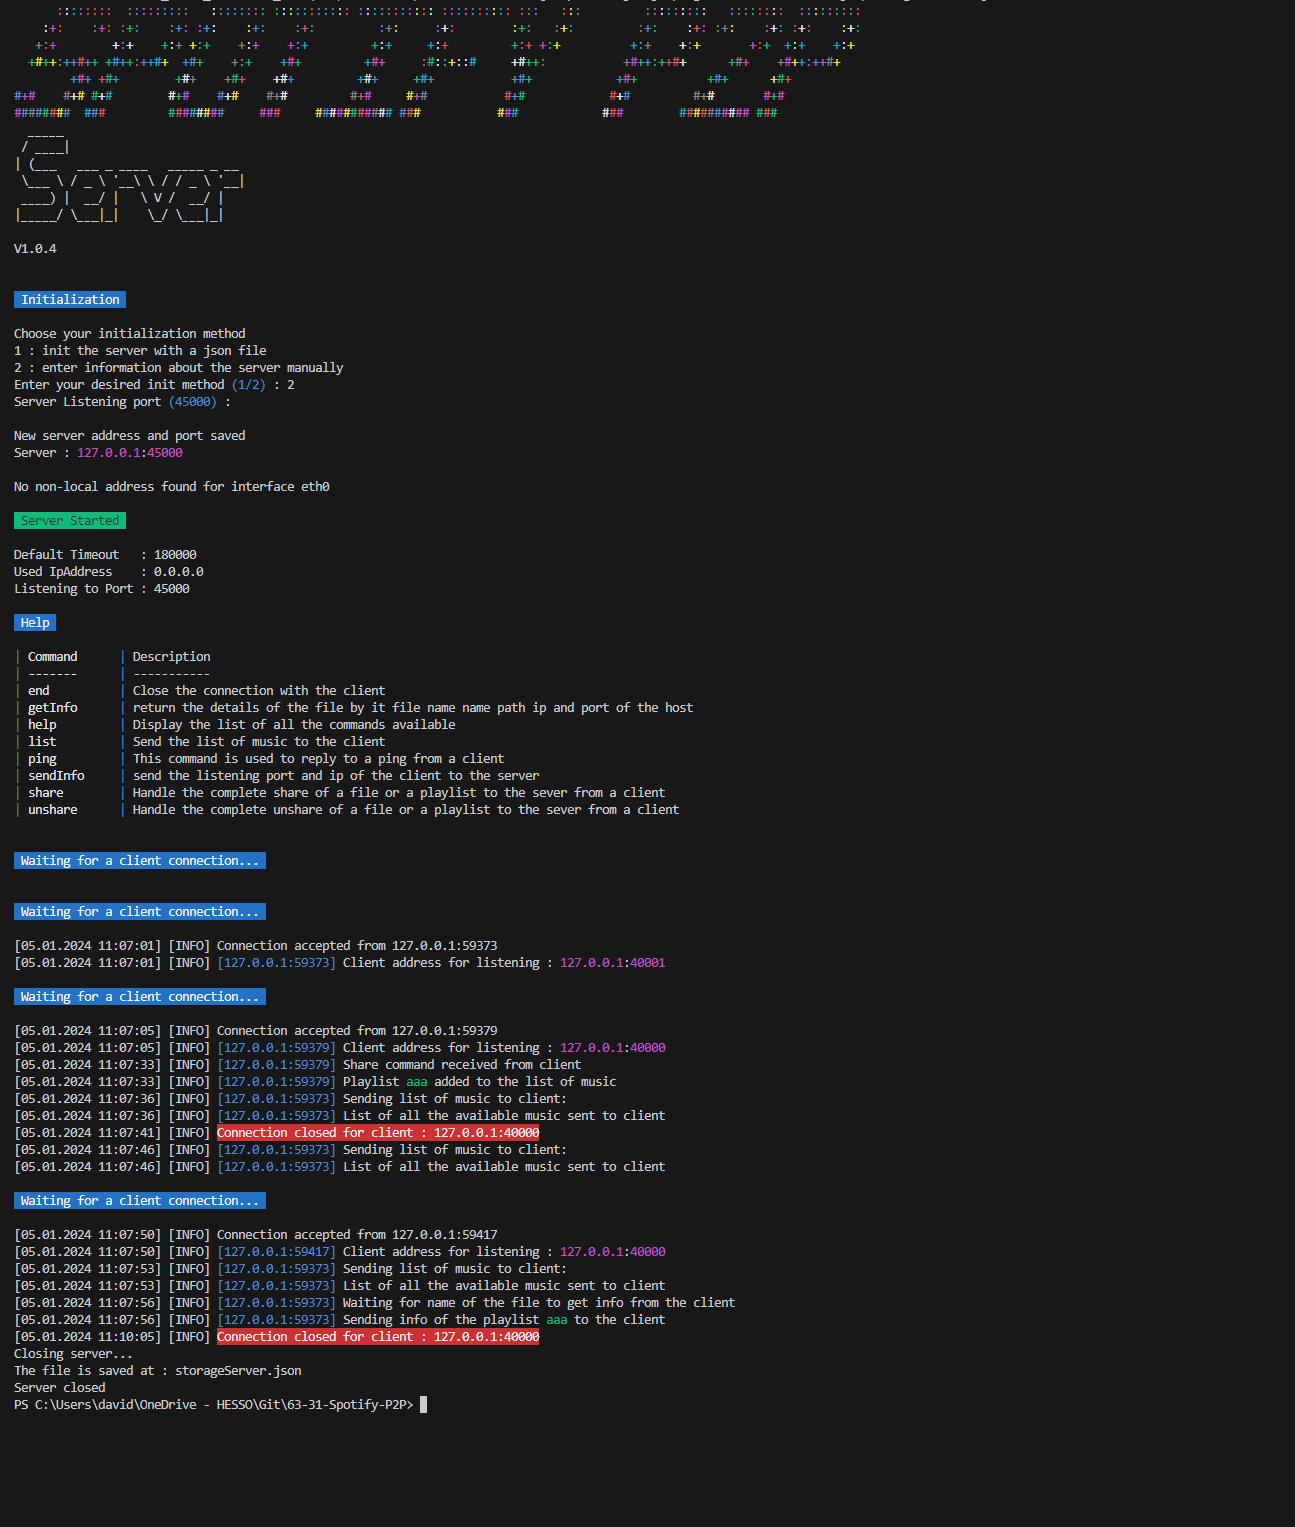 V1.0.4
Initialization
Choose your initialization method
1 : init the server with a json file
2 : enter information about the server manually
Enter your desired init method (1/2) : 2
Server Listening port (45000) :
New server address and port saved
Server : 127.0.0.1:45000
No non-local address found for interface eth0
Server Started
Default Timeout   : 180000
Used IpAddress    : 0.0.0.0
Listening to Port : 45000
Help
| Command      | Description
| -------      | -----------
| end          | Close the connection with the client
| getInfo      | return the details of the file by it file name name path ip and port of the host
| help         | Display the list of all the commands available
| list         | Send the list of music to the client
| ping         | This command is used to reply to a ping from a client
| sendInfo     | send the listening port and ip of the client to the server
| share        | Handle the complete share of a file or a playlist to the sever from a client
| unshare      | Handle the complete unshare of a file or a playlist to the sever from a client
Waiting for a client connection...
Waiting for a client connection...
[05.01.2024 11:07:01] [INFO] Connection accepted from 127.0.0.1:59373
[05.01.2024 11:07:01] [INFO] [127.0.0.1:59373] Client address for listening : 127.0.0.1:40001
Waiting for a client connection...
[05.01.2024 11:07:05] [INFO] Connection accepted from 127.0.0.1:59379
[05.01.2024 11:07:05] [INFO] [127.0.0.1:59379] Client address for listening : 127.0.0.1:40000
[05.01.2024 11:07:33] [INFO] [127.0.0.1:59379] Share command received from client
[05.01.2024 11:07:33] [INFO] [127.0.0.1:59379] Playlist aaa added to the list of music
[05.01.2024 11:07:36] [INFO] [127.0.0.1:59373] Sending list of music to client:
[05.01.2024 11:07:36] [INFO] [127.0.0.1:59373] List of all the available music sent to client
[05.01.2024 11:07:41] [INFO] Connection closed for client : 127.0.0.1:40000
[05.01.2024 11:07:46] [INFO] [127.0.0.1:59373] Sending list of music to client:
[05.01.2024 11:07:46] [INFO] [127.0.0.1:59373] List of all the available music sent to client
Waiting for a client connection...
[05.01.2024 11:07:50] [INFO] Connection accepted from 127.0.0.1:59417
[05.01.2024 11:07:50] [INFO] [127.0.0.1:59417] Client address for listening : 127.0.0.1:40000
[05.01.2024 11:07:53] [INFO] [127.0.0.1:59373] Sending list of music to client:
[05.01.2024 11:07:53] [INFO] [127.0.0.1:59373] List of all the available music sent to client
[05.01.2024 11:07:56] [INFO] [127.0.0.1:59373] Waiting for name of the file to get info from the client
[05.01.2024 11:07:56] [INFO] [127.0.0.1:59373] Sending info of the playlist aaa to the client
[05.01.2024 11:10:05] [INFO] Connection closed for client : 127.0.0.1:40000
Closing server...
The file is saved at : storageServer.json
Server closed
PS C:\Users\david\OneDrive - HESSO\Git\63-31-Spotify-P2P>